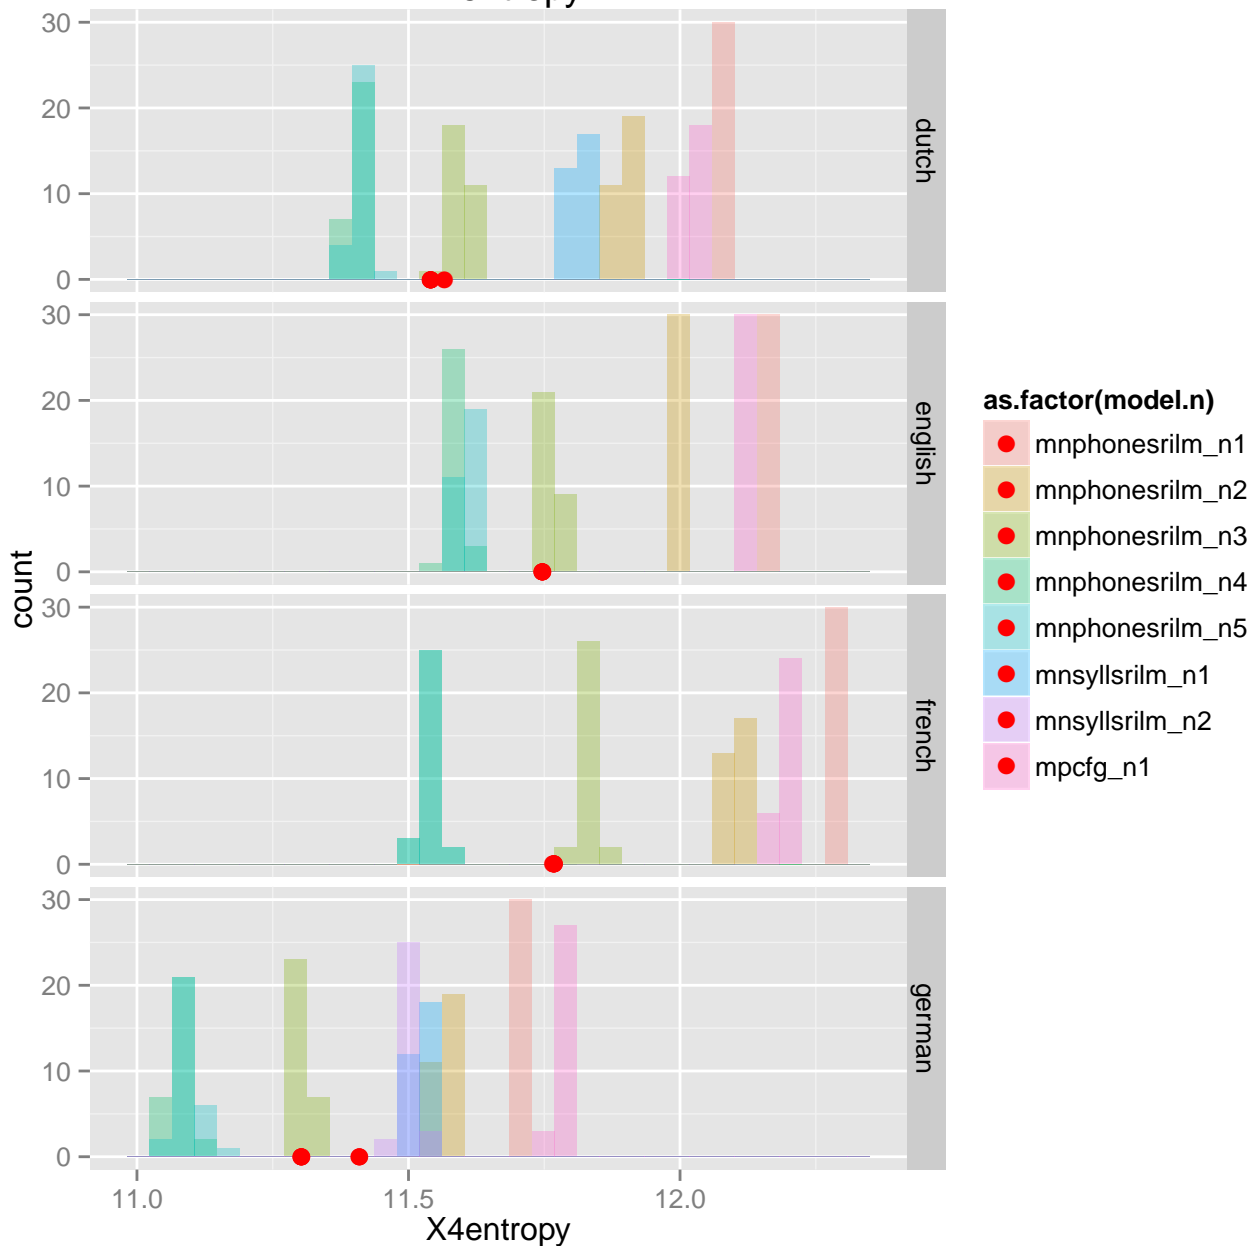 30
20
10
0
dutch
30
20
10
0
english
30
20
10
0
french
30
20
10
0
german
count
11.0
11.5
12.0
X4entropy
as.factor(model.n)
mnphonesrilm_n1
mnphonesrilm_n2
mnphonesrilm_n3
mnphonesrilm_n4
mnphonesrilm_n5
mnsyllsrilm_n1
mnsyllsrilm_n2
mpcfg_n1